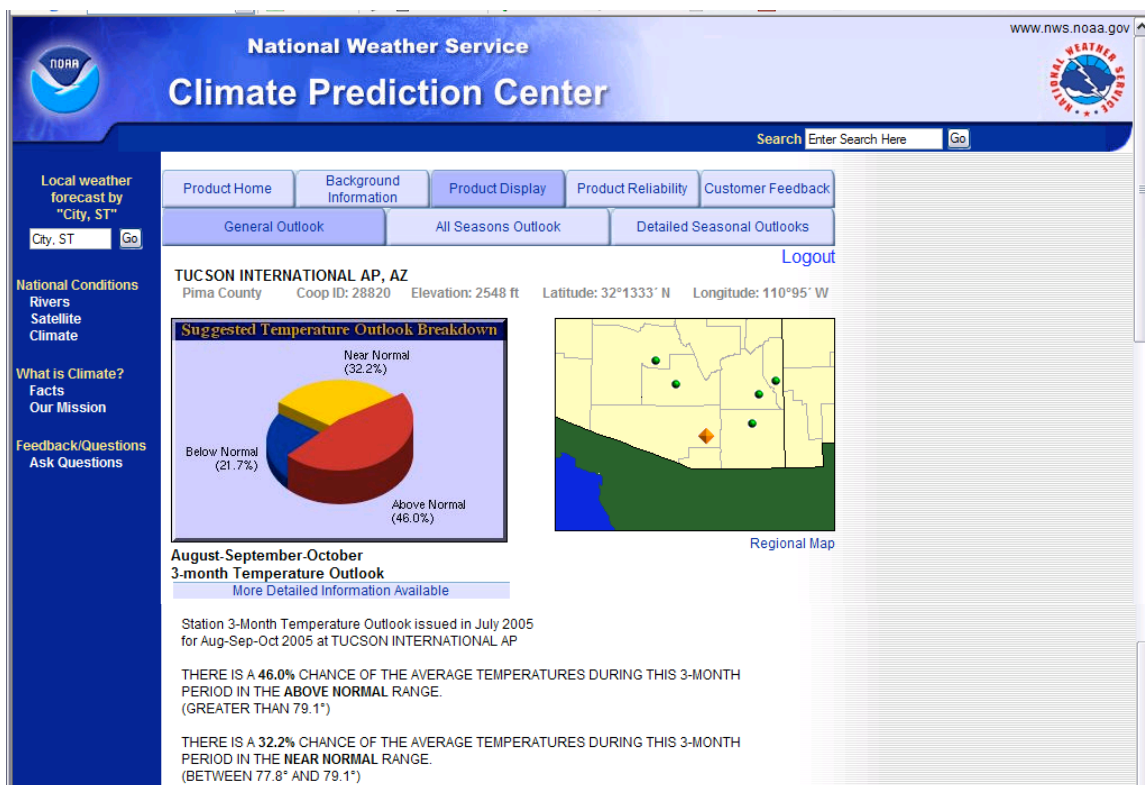 www.nws.noaa.gov
NOAA
National Weather Service
Climate Prediction Center
NATIONAL WEATHER SERVICE
Search Enter Search Here Go
Local weather
forecast by
"City, ST"
City, ST Go
National Conditions
Rivers
Satellite
Climate
What is Climate?
Facts
Our Mission
Feedback/Questions
Ask Questions
Product Home
Background
Information
Product Display
Product Reliability
Customer Feedback
General Outlook
All Seasons Outlook
Detailed Seasonal Outlooks
Logout
TUCSON INTERNATIONAL AP, AZ
Pima County Coop ID: 28820 Elevation: 2548 ft Latitude: 32°1333´ N Longitude: 110°95´ W
Suggested Temperature Outlook Breakdown
Near Normal
(32.2%)
Below Normal
(21.7%)
Above Normal
(46.0%)
Regional Map
August-September-October
3-month Temperature Outlook
More Detailed Information Available
Station 3-Month Temperature Outlook issued in July 2005
for Aug-Sep-Oct 2005 at TUCSON INTERNATIONAL AP
THERE IS A 46.0% CHANCE OF THE AVERAGE TEMPERATURES DURING THIS 3-MONTH
PERIOD IN THE ABOVE NORMAL RANGE.
(GREATER THAN 79.1°)
THERE IS A 32.2% CHANCE OF THE AVERAGE TEMPERATURES DURING THIS 3-MONTH
PERIOD IN THE NEAR NORMAL RANGE.
(BETWEEN 77.8° AND 79.1°)